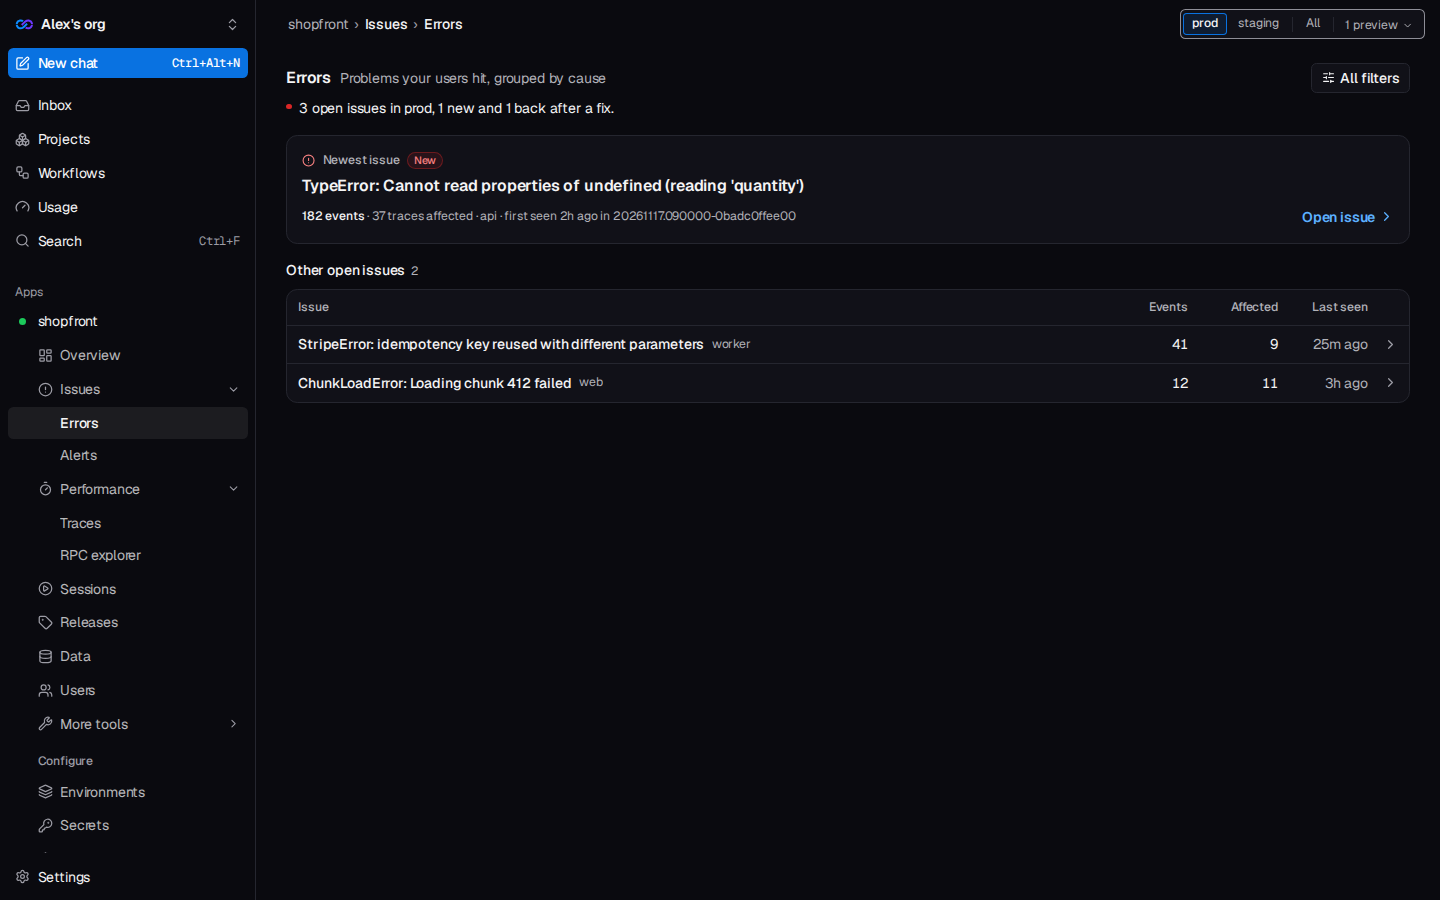 Alex's org
New chat Ctrl+Alt+N
Inbox
Projects
Workflows
Usage
Search Ctrl+F
Apps
shopfront
Overview
Issues
Errors
Alerts
Performance
Traces
RPC explorer
Sessions
Releases
Data
Users
More tools
Configure
Environments
Secrets
Settings
shopfront › Issues › Errors
prod staging All 1 preview
Errors Problems your users hit, grouped by cause
All filters
3 open issues in prod, 1 new and 1 back after a fix.
Newest issue New
TypeError: Cannot read properties of undefined (reading 'quantity')
182 events · 37 traces affected · api · first seen 2h ago in 20261117.090000-0badc0ffee00
Open issue
Other open issues 2
Issue Events Affected Last seen
StripeError: idempotency key reused with different parameters worker 41 9 25m ago
ChunkLoadError: Loading chunk 412 failed web 12 11 3h ago